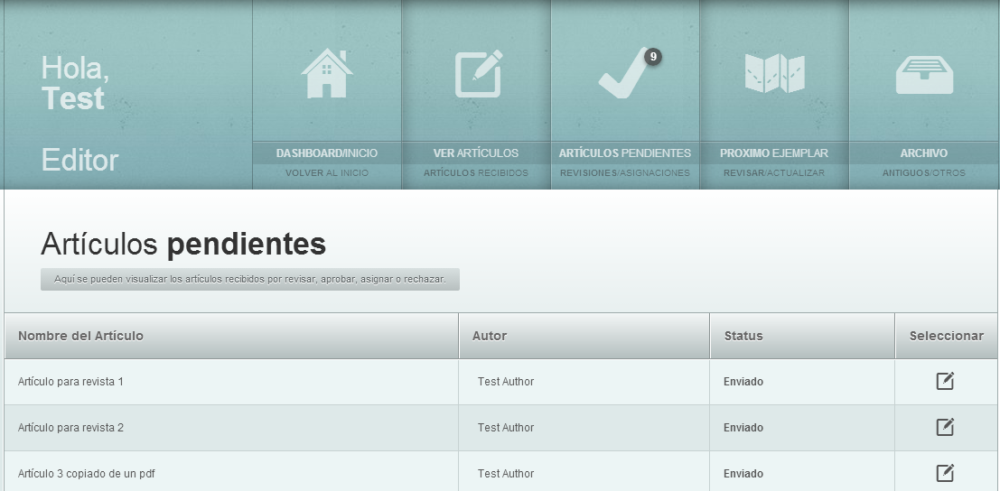 Hola,
Test
Editor
9
DASHBOARD/INICIO
VOLVER AL INICIO
VER ARTÍCULOS
ARTÍCULOS RECIBIDOS
ARTÍCULOS PENDIENTES
REVISIONES/ASIGNACIONES
PROXIMO EJEMPLAR
REVISAR/ACTUALIZAR
ARCHIVO
ANTIGUOS/OTROS
Artículos pendientes
Aquí se pueden visualizar los artículos recibidos por revisar, aprobar, asignar o rechazar.
Nombre del Artículo Autor Status Seleccionar
Artículo para revista 1 Test Author Enviado
Artículo para revista 2 Test Author Enviado
Artículo 3 copiado de un pdf Test Author Enviado